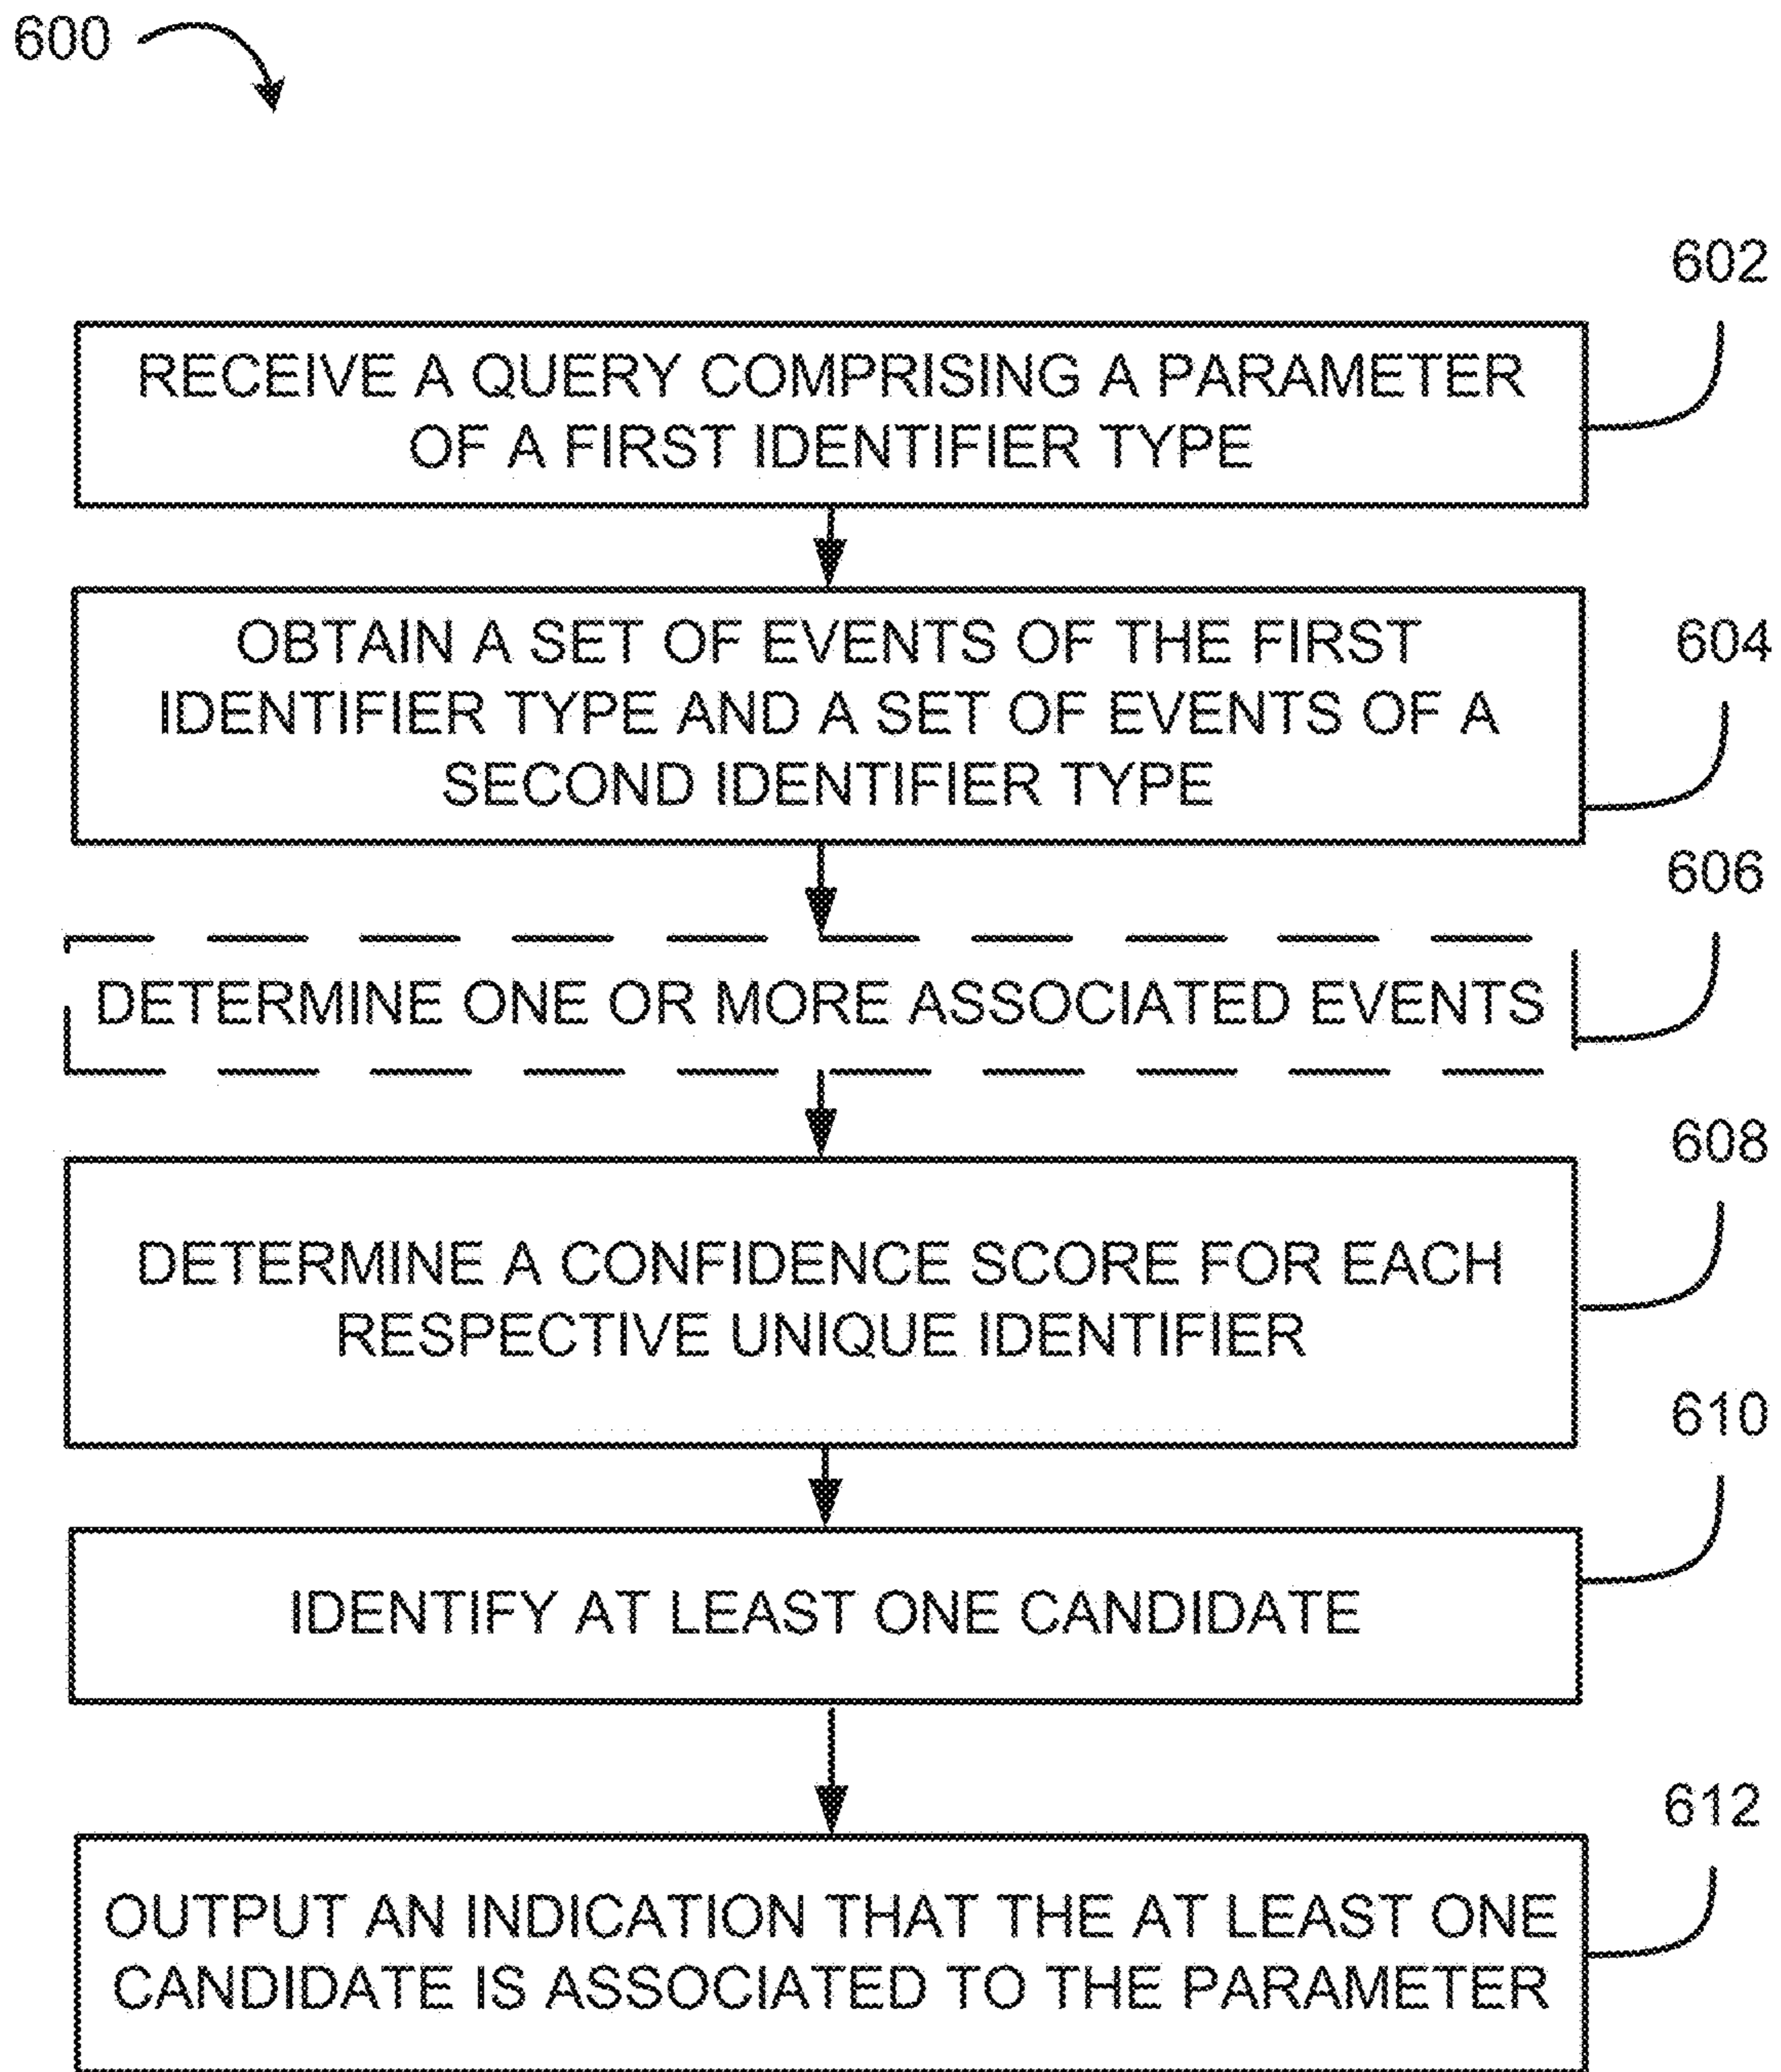 600
602
RECEIVE A QUERY COMPRISING A PARAMETER
OF A FIRST IDENTIFIER TYPE
604
OBTAIN A SET OF EVENTS OF THE FIRST
IDENTIFIER TYPE AND A SET OF EVENTS OF A
SECOND IDENTIFIER TYPE
606
DETERMINE ONE OR MORE ASSOCIATED EVENTS
608
DETERMINE A CONFIDENCE SCORE FOR EACH
RESPECTIVE UNIQUE IDENTIFIER
610
IDENTIFY AT LEAST ONE CANDIDATE
612
OUTPUT AN INDICATION THAT THE AT LEAST ONE
CANDIDATE IS ASSOCIATED TO THE PARAMETER